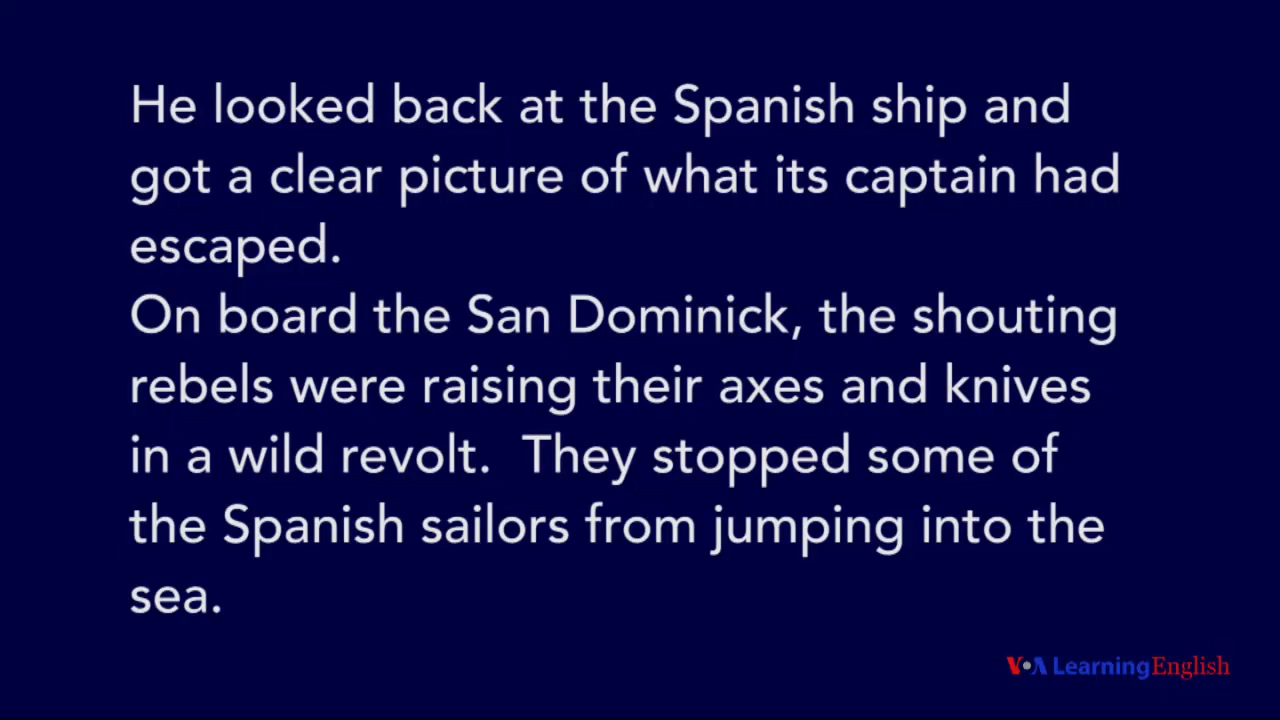 He looked back at the Spanish ship and
got a clear picture of what its captain had
escaped.
On board the San Dominick, the shouting
rebels were raising their axes and knives
in a wild revolt.  They stopped some of
the Spanish sailors from jumping into the
sea.
VOA LearningEnglish